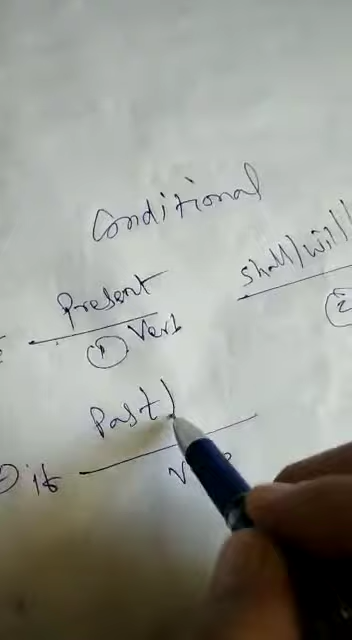 Conditional
Present shall/will/
① Verb
Past)
if